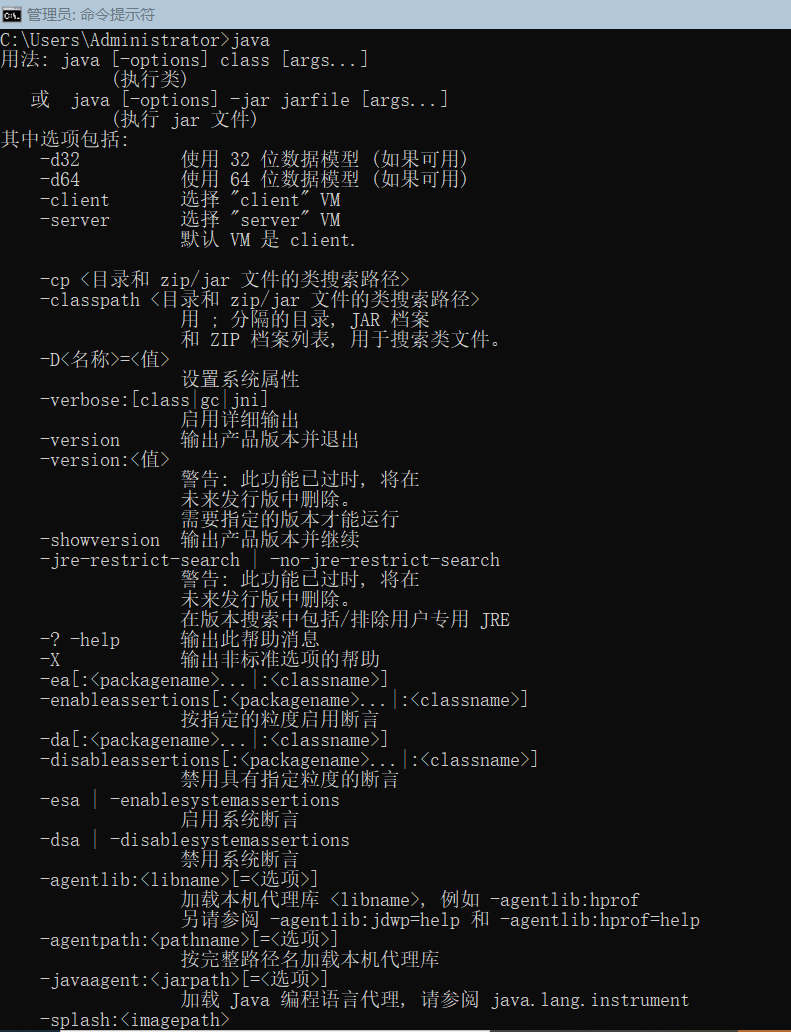 管理员: 命令提示符
C:\Users\Administrator>java
用法: java [-options] class [args...]
(执行类)
或  java [-options] -jar jarfile [args...]
(执行 jar 文件)
其中选项包括:
-d32 使用 32 位数据模型 (如果可用)
-d64 使用 64 位数据模型 (如果可用)
-client 选择 "client" VM
-server 选择 "server" VM
默认 VM 是 client.
-cp <目录和 zip/jar 文件的类搜索路径>
-classpath <目录和 zip/jar 文件的类搜索路径>
用 ; 分隔的目录, JAR 档案
和 ZIP 档案列表, 用于搜索类文件。
-D<名称>=<值>
设置系统属性
-verbose:[class|gc|jni]
启用详细输出
-version 输出产品版本并退出
-version:<值>
警告: 此功能已过时, 将在
未来发行版中删除。
需要指定的版本才能运行
-showversion 输出产品版本并继续
-jre-restrict-search | -no-jre-restrict-search
警告: 此功能已过时, 将在
未来发行版中删除。
在版本搜索中包括/排除用户专用 JRE
-? -help 输出此帮助消息
-X 输出非标准选项的帮助
-ea[:<packagename>...|:<classname>]
-enableassertions[:<packagename>...|:<classname>]
按指定的粒度启用断言
-da[:<packagename>...|:<classname>]
-disableassertions[:<packagename>...|:<classname>]
禁用具有指定粒度的断言
-esa | -enablesystemassertions
启用系统断言
-dsa | -disablesystemassertions
禁用系统断言
-agentlib:<libname>[=<选项>]
加载本机代理库 <libname>, 例如 -agentlib:hprof
另请参阅 -agentlib:jdwp=help 和 -agentlib:hprof=help
-agentpath:<pathname>[=<选项>]
按完整路径名加载本机代理库
-javaagent:<jarpath>[=<选项>]
加载 Java 编程语言代理, 请参阅 java.lang.instrument
-splash:<imagepath>